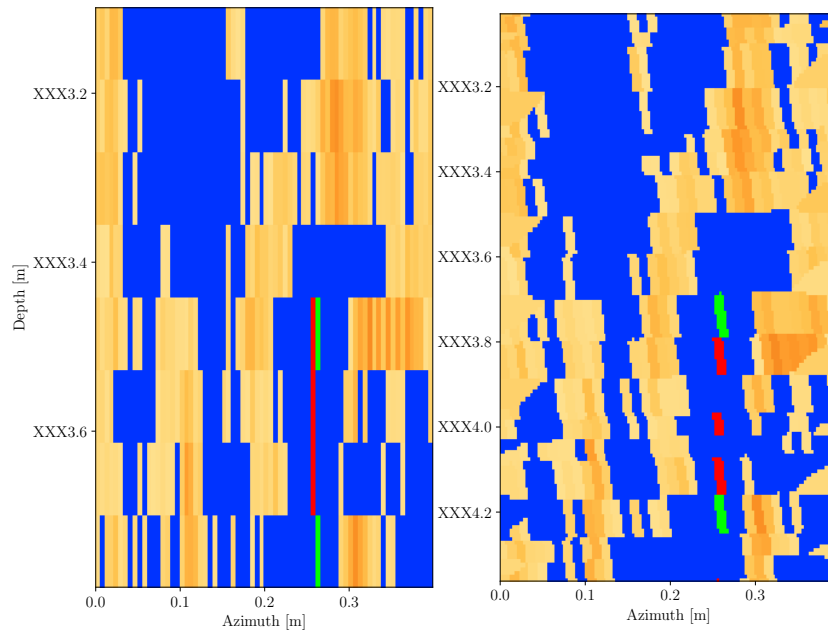 XXX3.2
XXX3.4
XXX3.6
Depth [m]
0.0 0.1 0.2 0.3
Azimuth [m]
XXX3.2
XXX3.4
XXX3.6
XXX3.8
XXX4.0
XXX4.2
0.0 0.1 0.2 0.3
Azimuth [m]